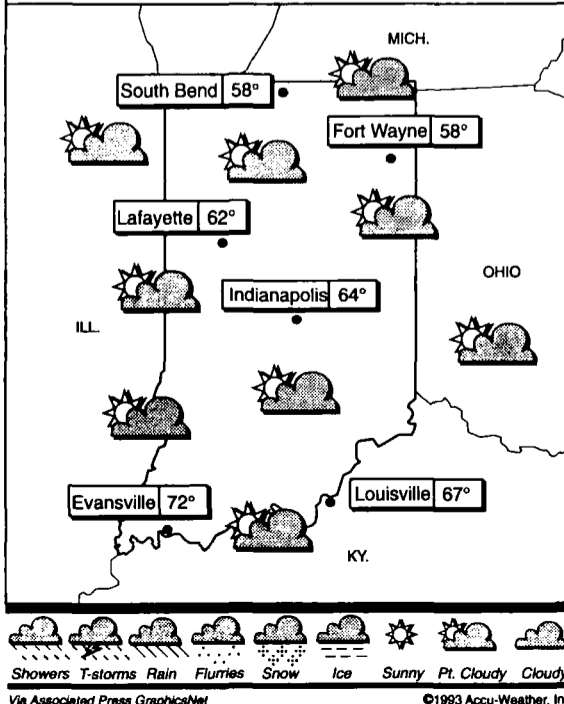 MICH.
South Bend 58°
Fort Wayne 58°
Lafayette 62°
OHIO
Indianapolis 64°
ILL.
Evansville 72°
Louisville 67°
KY.
Showers T-storms Rain Flurries Snow Ice Sunny Pt. Cloudy Cloudy
Via Associated Press GraphicsNet ©1993 Accu-Weather, In